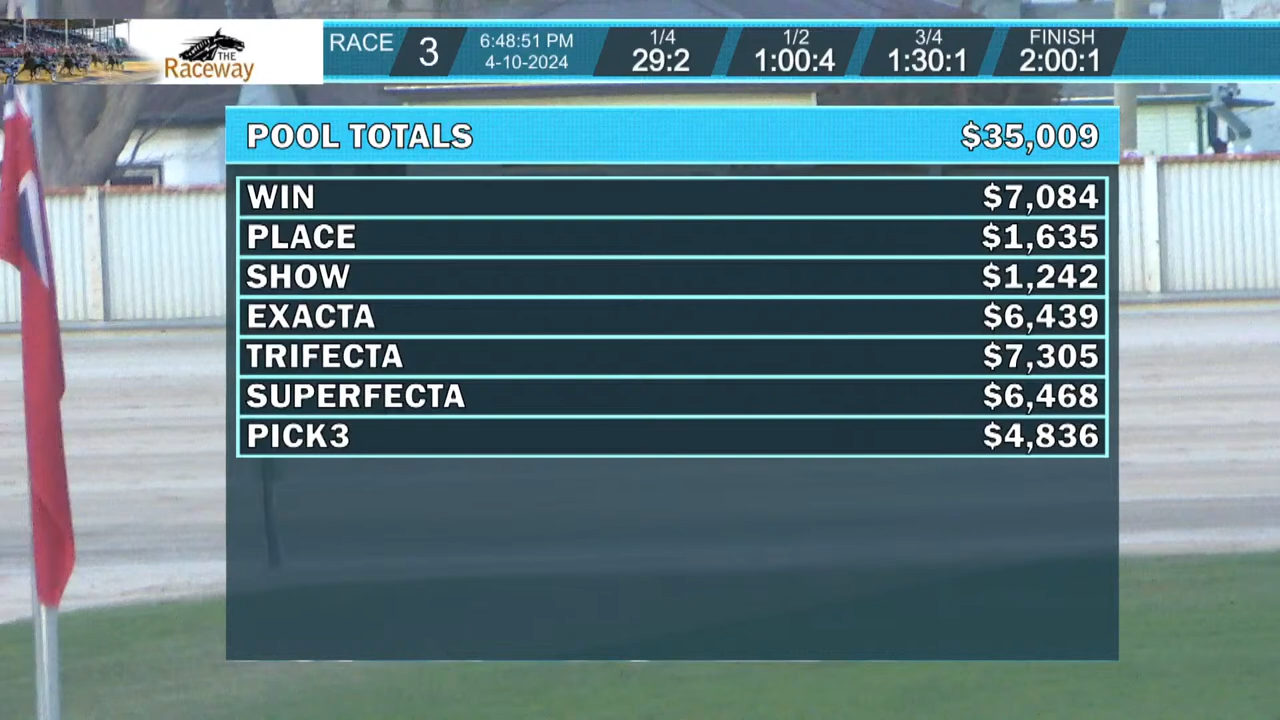 THE
Raceway
RACE 3
6:48:51 PM
4-10-2024
1/4
29:2
1/2
1:00:4
3/4
1:30:1
FINISH
2:00:1
POOL TOTALS $35,009
WIN $7,084
PLACE $1,635
SHOW $1,242
EXACTA $6,439
TRIFECTA $7,305
SUPERFECTA $6,468
PICK3 $4,836